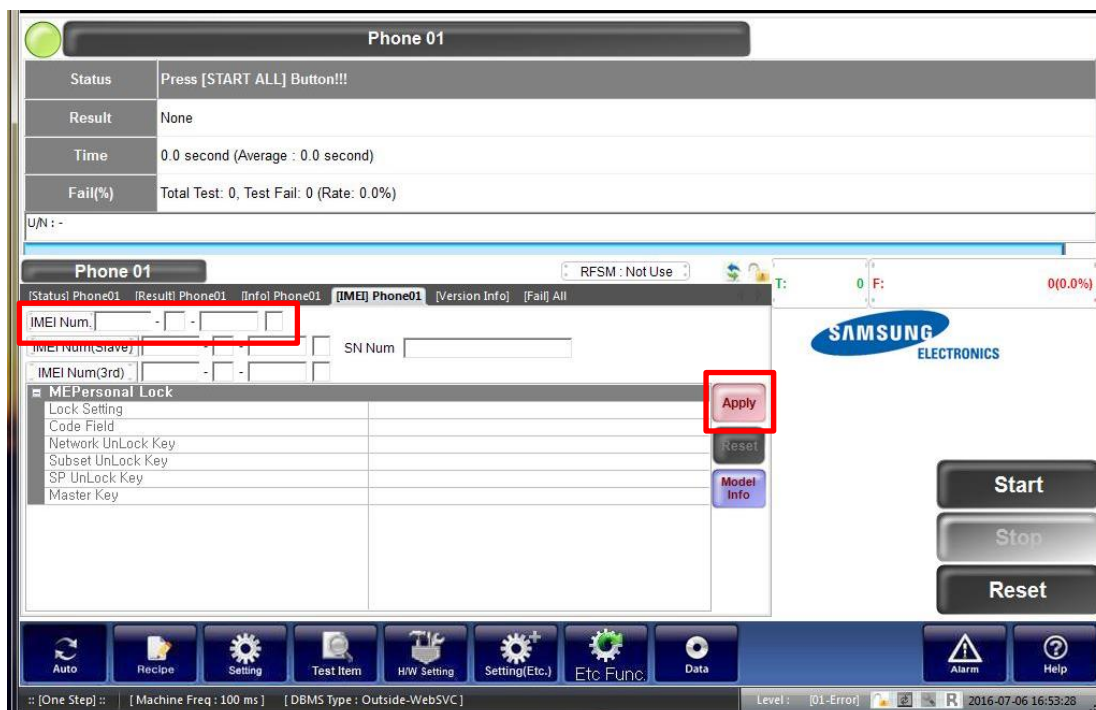 Phone 01
Status Press [START ALL] Button!!!
Result None
Time 0.0 second (Average : 0.0 second)
Fail(%) Total Test: 0, Test Fail: 0 (Rate: 0.0%)
U/N : -
Phone 01 RFSM : Not Use
T: 0 F: 0(0.0%)
[Status] Phone01 [Result] Phone01 [Info] Phone01 [IMEI] Phone01 [Version Info] [Fail] All
IMEI Num. - -
IMEI Num(Slave) - - SN Num
IMEI Num(3rd) - -
SAMSUNG
ELECTRONICS
MEPersonal Lock
Lock Setting
Code Field
Network UnLock Key
Subset UnLock Key
SP UnLock Key
Master Key
Apply
Reset
Model
Info
Start
Stop
Reset
Auto Recipe Setting Test Item H/W Setting Setting(Etc.) Etc Func. Data Alarm Help
:: [One Step] :: [ Machine Freq : 100 ms ] [ DBMS Type : Outside-WebSVC ] Level : [01-Error] R 2016-07-06 16:53:28